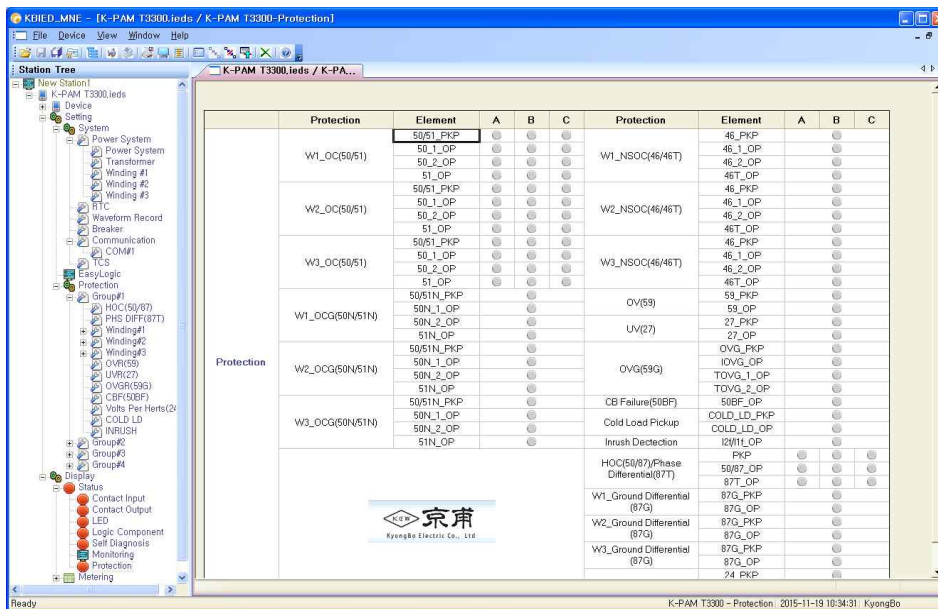 KBIED_MNE - [K-PAM T3300.ieds / K-PAM T3300-Protection]
File Device View Window Help
Station Tree
K-PAM T3300.ieds / K-PA...
New Station1
K-PAM T3300.ieds
Device
Setting
System
Power System
Power System
Transformer
Winding #1
Winding #2
Winding #3
RTC
Waveform Record
Breaker
Communication
COM#1
TCS
EasyLogic
Protection
Group#1
HOC(50/87)
PHS DIFF(87T)
Winding#1
Winding#2
Winding#3
OVR(59)
UVR(27)
OVGR(59G)
CBF(50BF)
Volts Per Herts(24
COLD LD
INRUSH
Group#2
Group#3
Group#4
Display
Status
Contact Input
Contact Output
LED
Logic Component
Self Diagnosis
Monitoring
Protection
Metering
Protection Element A B C Protection Element A B C
Protection
W1_OC(50/51)
50/51_PKP
50_1_OP
50_2_OP
51_OP
W2_OC(50/51)
50/51_PKP
50_1_OP
50_2_OP
51_OP
W3_OC(50/51)
50/51_PKP
50_1_OP
50_2_OP
51_OP
W1_OCG(50N/51N)
50/51N_PKP
50N_1_OP
50N_2_OP
51N_OP
W2_OCG(50N/51N)
50/51N_PKP
50N_1_OP
50N_2_OP
51N_OP
W3_OCG(50N/51N)
50/51N_PKP
50N_1_OP
50N_2_OP
51N_OP
KEW 京甫
KyongBo Electric Co., Ltd
W1_NSOC(46/46T)
46_PKP
46_1_OP
46_2_OP
46T_OP
W2_NSOC(46/46T)
46_PKP
46_1_OP
46_2_OP
46T_OP
W3_NSOC(46/46T)
46_PKP
46_1_OP
46_2_OP
46T_OP
OV(59)
59_PKP
59_OP
UV(27)
27_PKP
27_OP
OVG(59G)
OVG_PKP
IOVG_OP
TOVG_1_OP
TOVG_2_OP
CB Failure(50BF) 50BF_OP
Cold Load Pickup
COLD_LD_PKP
COLD_LD_OP
Inrush Dectection I2f/I1f_OP
HOC(50/87)/Phase
Differential(87T)
PKP
50/87_OP
87T_OP
W1_Ground Differential
(87G)
87G_PKP
87G_OP
W2_Ground Differential
(87G)
87G_PKP
87G_OP
W3_Ground Differential
(87G)
87G_PKP
87G_OP
24_PKP
Ready
K-PAM T3300 - Protection 2015-11-19 10:34:31 KyongBo